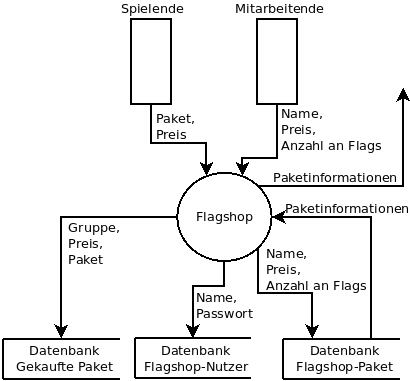 Spielende
Mitarbeitende
Paket,
Preis
Name,
Preis,
Anzahl an Flags
Paketinformationen
Flagshop
Paketinformationen
Gruppe,
Preis,
Paket
Name,
Preis,
Anzahl an Flags
Name,
Passwort
Datenbank
Gekaufte Paket
Datenbank
Flagshop-Nutzer
Datenbank
Flagshop-Paket